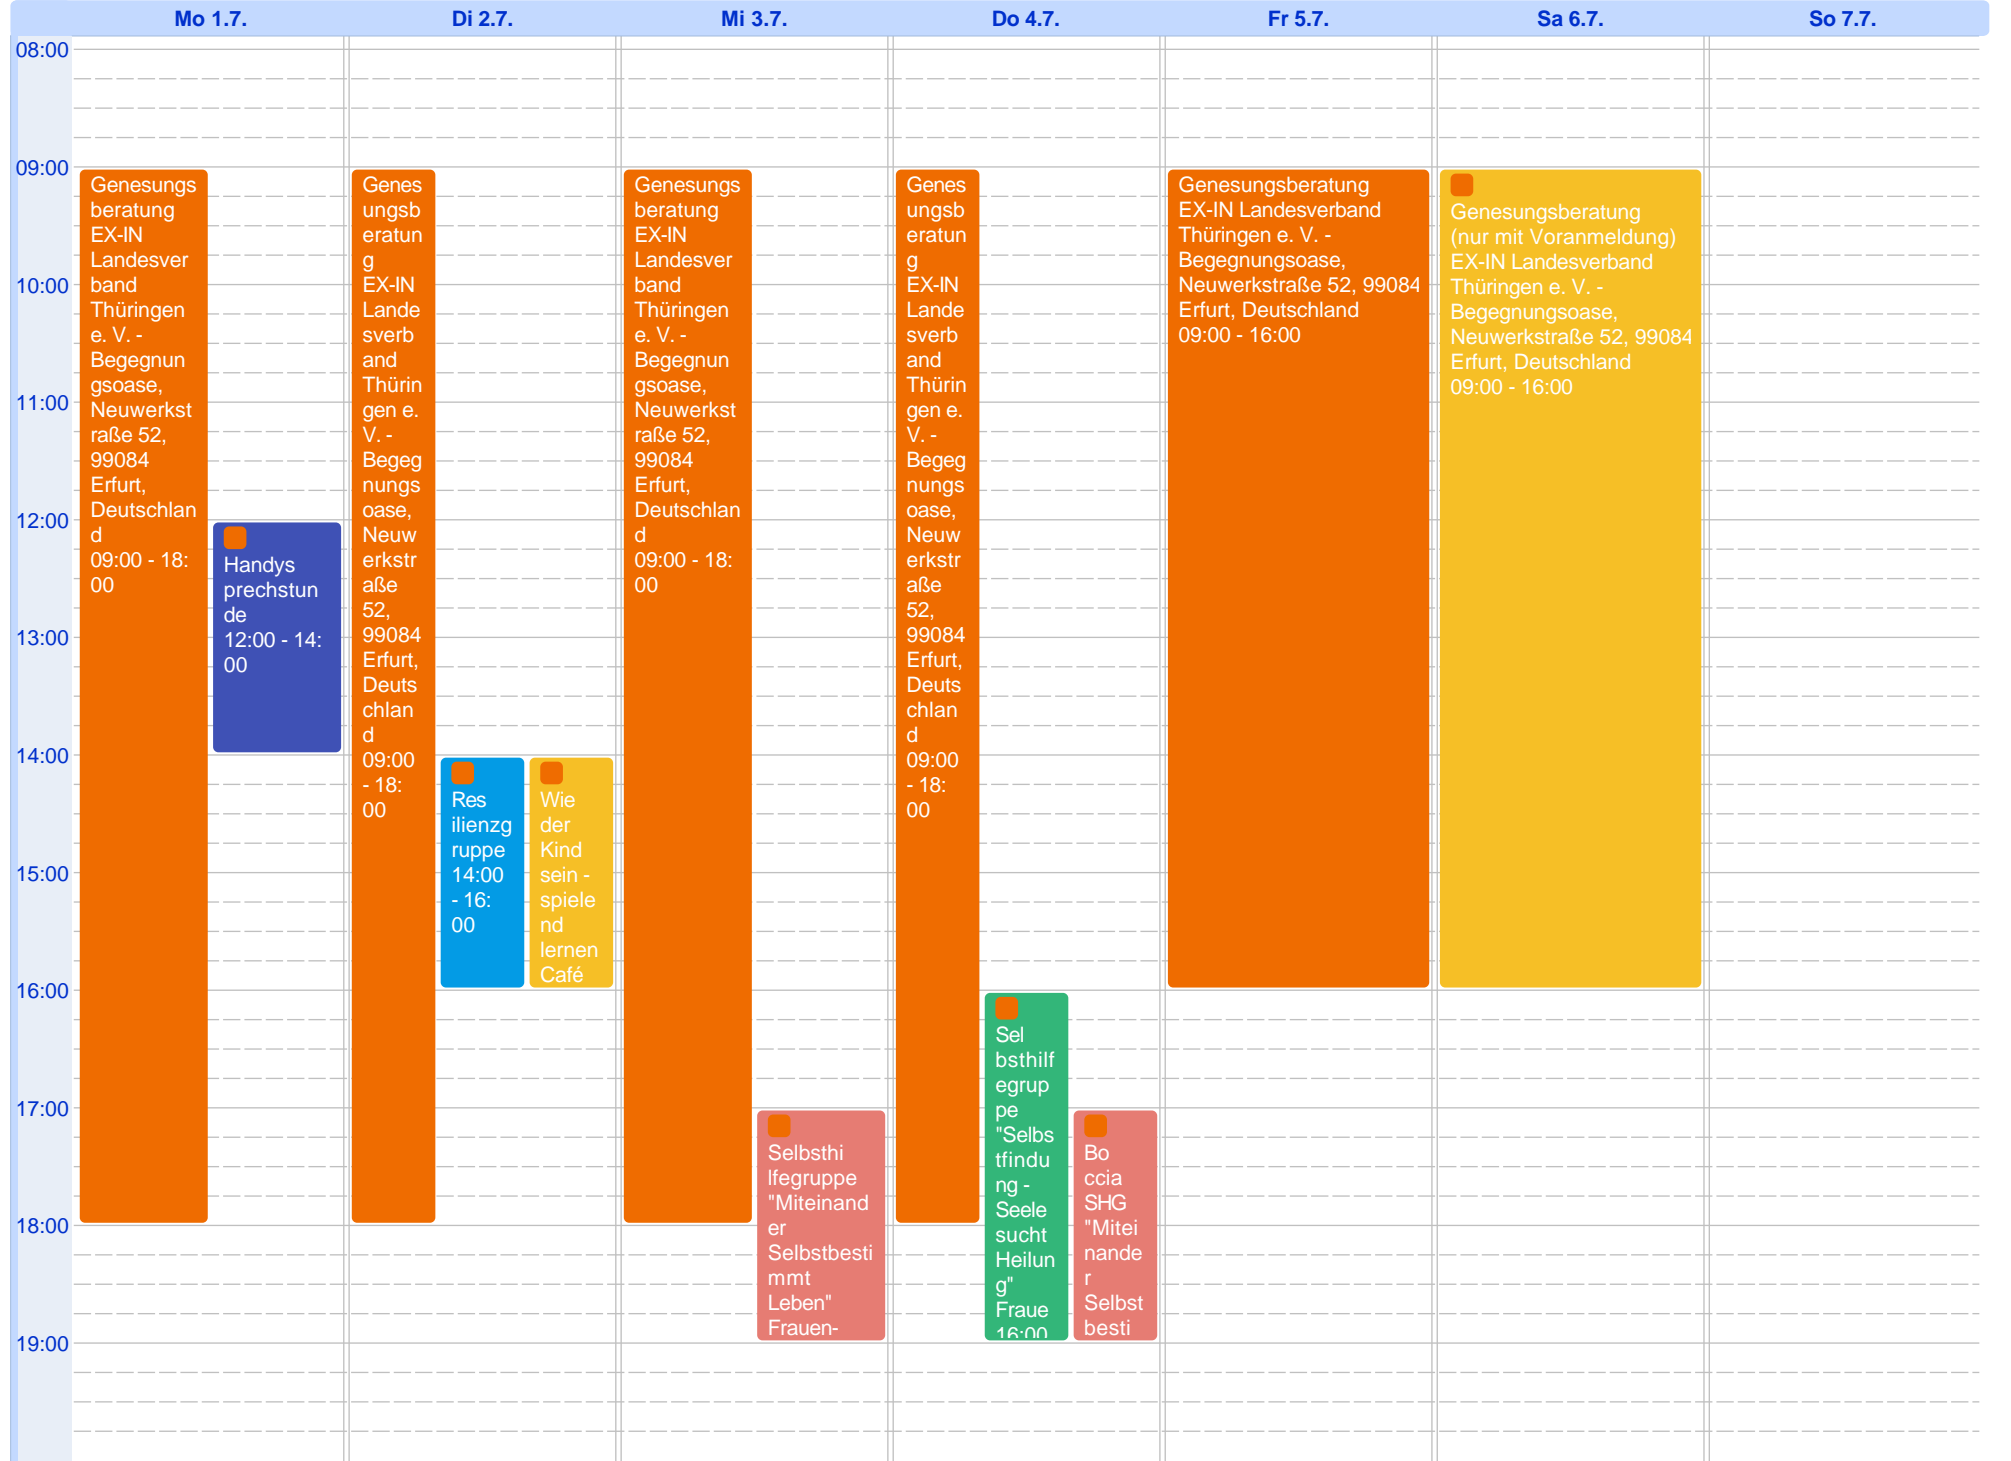 Mo 1.7.
Di 2.7.
Mi 3.7.
Do 4.7.
Fr 5.7.
Sa 6.7.
So 7.7.
08:00
09:00
10:00
11:00
12:00
13:00
14:00
15:00
16:00
17:00
18:00
19:00
Genesungs
beratung
EX-IN
Landesver
band
Thüringen
e. V. -
Begegnun
gsoase,
Neuwerkst
raße 52,
99084
Erfurt,
Deutschlan
d
09:00 - 18:
00
Handys
prechstun
de
12:00 - 14:
00
Genes
ungsb
eratun
g
EX-IN
Lande
sverb
and
Thürin
gen e.
V. -
Begeg
nungs
oase,
Neuw
erkstr
aße
52,
99084
Erfurt,
Deuts
chlan
d
09:00
- 18:
00
Res
ilienzg
ruppe
14:00
- 16:
00
Wie
der
Kind
sein -
spiele
nd
lernen
Café
Genesungs
beratung
EX-IN
Landesver
band
Thüringen
e. V. -
Begegnun
gsoase,
Neuwerkst
raße 52,
99084
Erfurt,
Deutschlan
d
09:00 - 18:
00
Selbsthi
lfegruppe
"Miteinand
er
Selbstbesti
mmt
Leben"
Frauen-
Genes
ungsb
eratun
g
EX-IN
Lande
sverb
and
Thürin
gen e.
V. -
Begeg
nungs
oase,
Neuw
erkstr
aße
52,
99084
Erfurt,
Deuts
chlan
d
09:00
- 18:
00
Sel
bsthilf
egrup
pe
"Selbs
tfindu
ng -
Seele
sucht
Heilun
g"
Fraue
16:00
Bo
ccia
SHG
"Mitei
nande
r
Selbst
besti
Genesungsberatung
EX-IN Landesverband
Thüringen e. V. -
Begegnungsoase,
Neuwerkstraße 52, 99084
Erfurt, Deutschland
09:00 - 16:00
Genesungsberatung
(nur mit Voranmeldung)
EX-IN Landesverband
Thüringen e. V. -
Begegnungsoase,
Neuwerkstraße 52, 99084
Erfurt, Deutschland
09:00 - 16:00